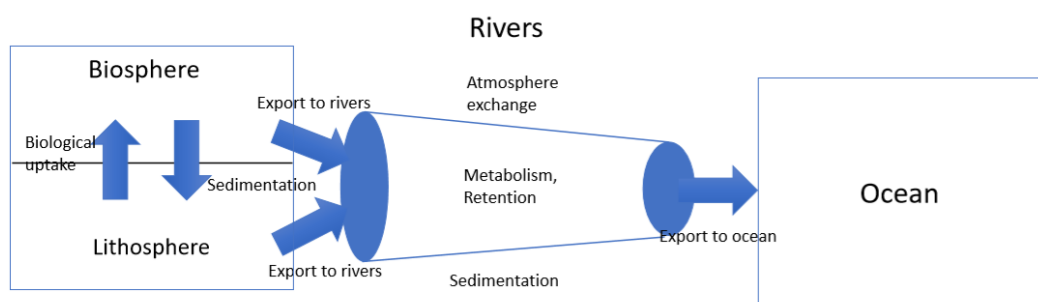 Rivers
Biosphere
Atmosphere
exchange
Export to rivers
Biological
uptake
Sedimentation
Metabolism,
Retention
Ocean
Lithosphere
Export to rivers
Export to ocean
Sedimentation